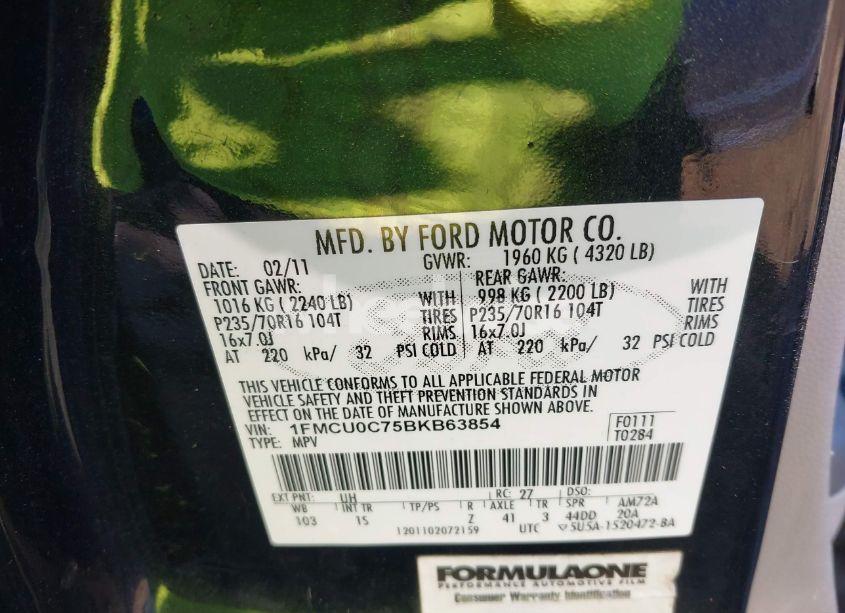 MFD. BY FORD MOTOR CO.
DATE: 02/11 GVWR: 1960 KG ( 4320 LB)
FRONT GAWR: REAR GAWR:
1016 KG ( 2240 LB) WITH 998 KG ( 2200 LB) WITH
P235/70R16 104T TIRES P235/70R16 104T TIRES
16x7.0J RIMS 16x7.0J RIMS
AT 220 kPa/ 32 PSI COLD AT 220 kPa/ 32 PSI COLD
THIS VEHICLE CONFORMS TO ALL APPLICABLE FEDERAL MOTOR
VEHICLE SAFETY AND THEFT PREVENTION STANDARDS IN
EFFECT ON THE DATE OF MANUFACTURE SHOWN ABOVE.
VIN: 1FMCU0C75BKB63854 F0111
TYPE: MPV T0284
EXT PNT: UH RC: 27 DSO:
WB INT TR TP/PS R AXLE TR SPR AM72A
103 1S Z 41 3 44DD 20A
1201102072159 UTC 5U5A-1520472-BA
FORMULAONE
PERFORMANCE AUTOMOTIVE FILM
Consumer Warranty Identification